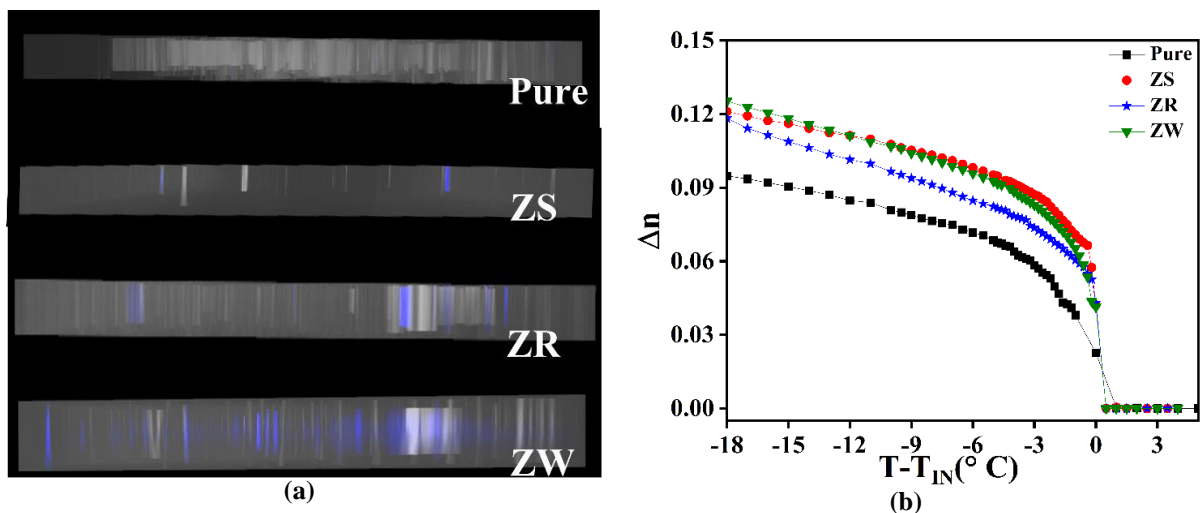 Pure
ZS
ZR
ZW
(a)
0.15
0.12
0.09
0.06
0.03
0.00
Δn
-18 -15 -12 -9 -6 -3 0 3
T-T_IN(° C)
Pure
ZS
ZR
ZW
(b)